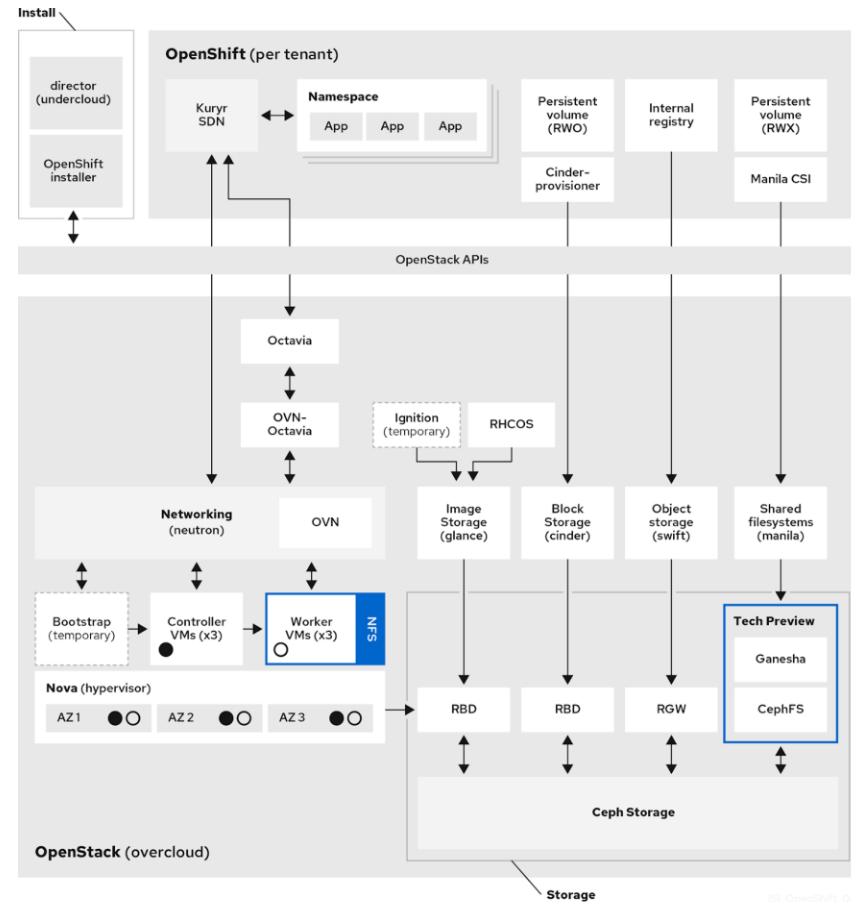 Install
OpenShift (per tenant)
director
(undercloud)
OpenShift
installer
Kuryr
SDN
Namespace
App
App
App
Persistent
volume
(RWO)
Cinder-
provisioner
Internal
registry
Persistent
volume
(RWX)
Manila CSI
OpenStack APIs
Octavia
OVN-
Octavia
Ignition
(temporary)
RHCOS
Networking
(neutron)
OVN
Image
Storage
(glance)
Block
Storage
(cinder)
Object
storage
(swift)
Shared
filesystems
(manila)
Bootstrap
(temporary)
Controller
VMs (x3)
Worker
VMs (x3)
NFS
Tech Preview
Ganesha
CephFS
Nova (hypervisor)
AZ 1
AZ 2
AZ 3
RBD
RBD
RGW
Ceph Storage
OpenStack (overcloud)
Storage